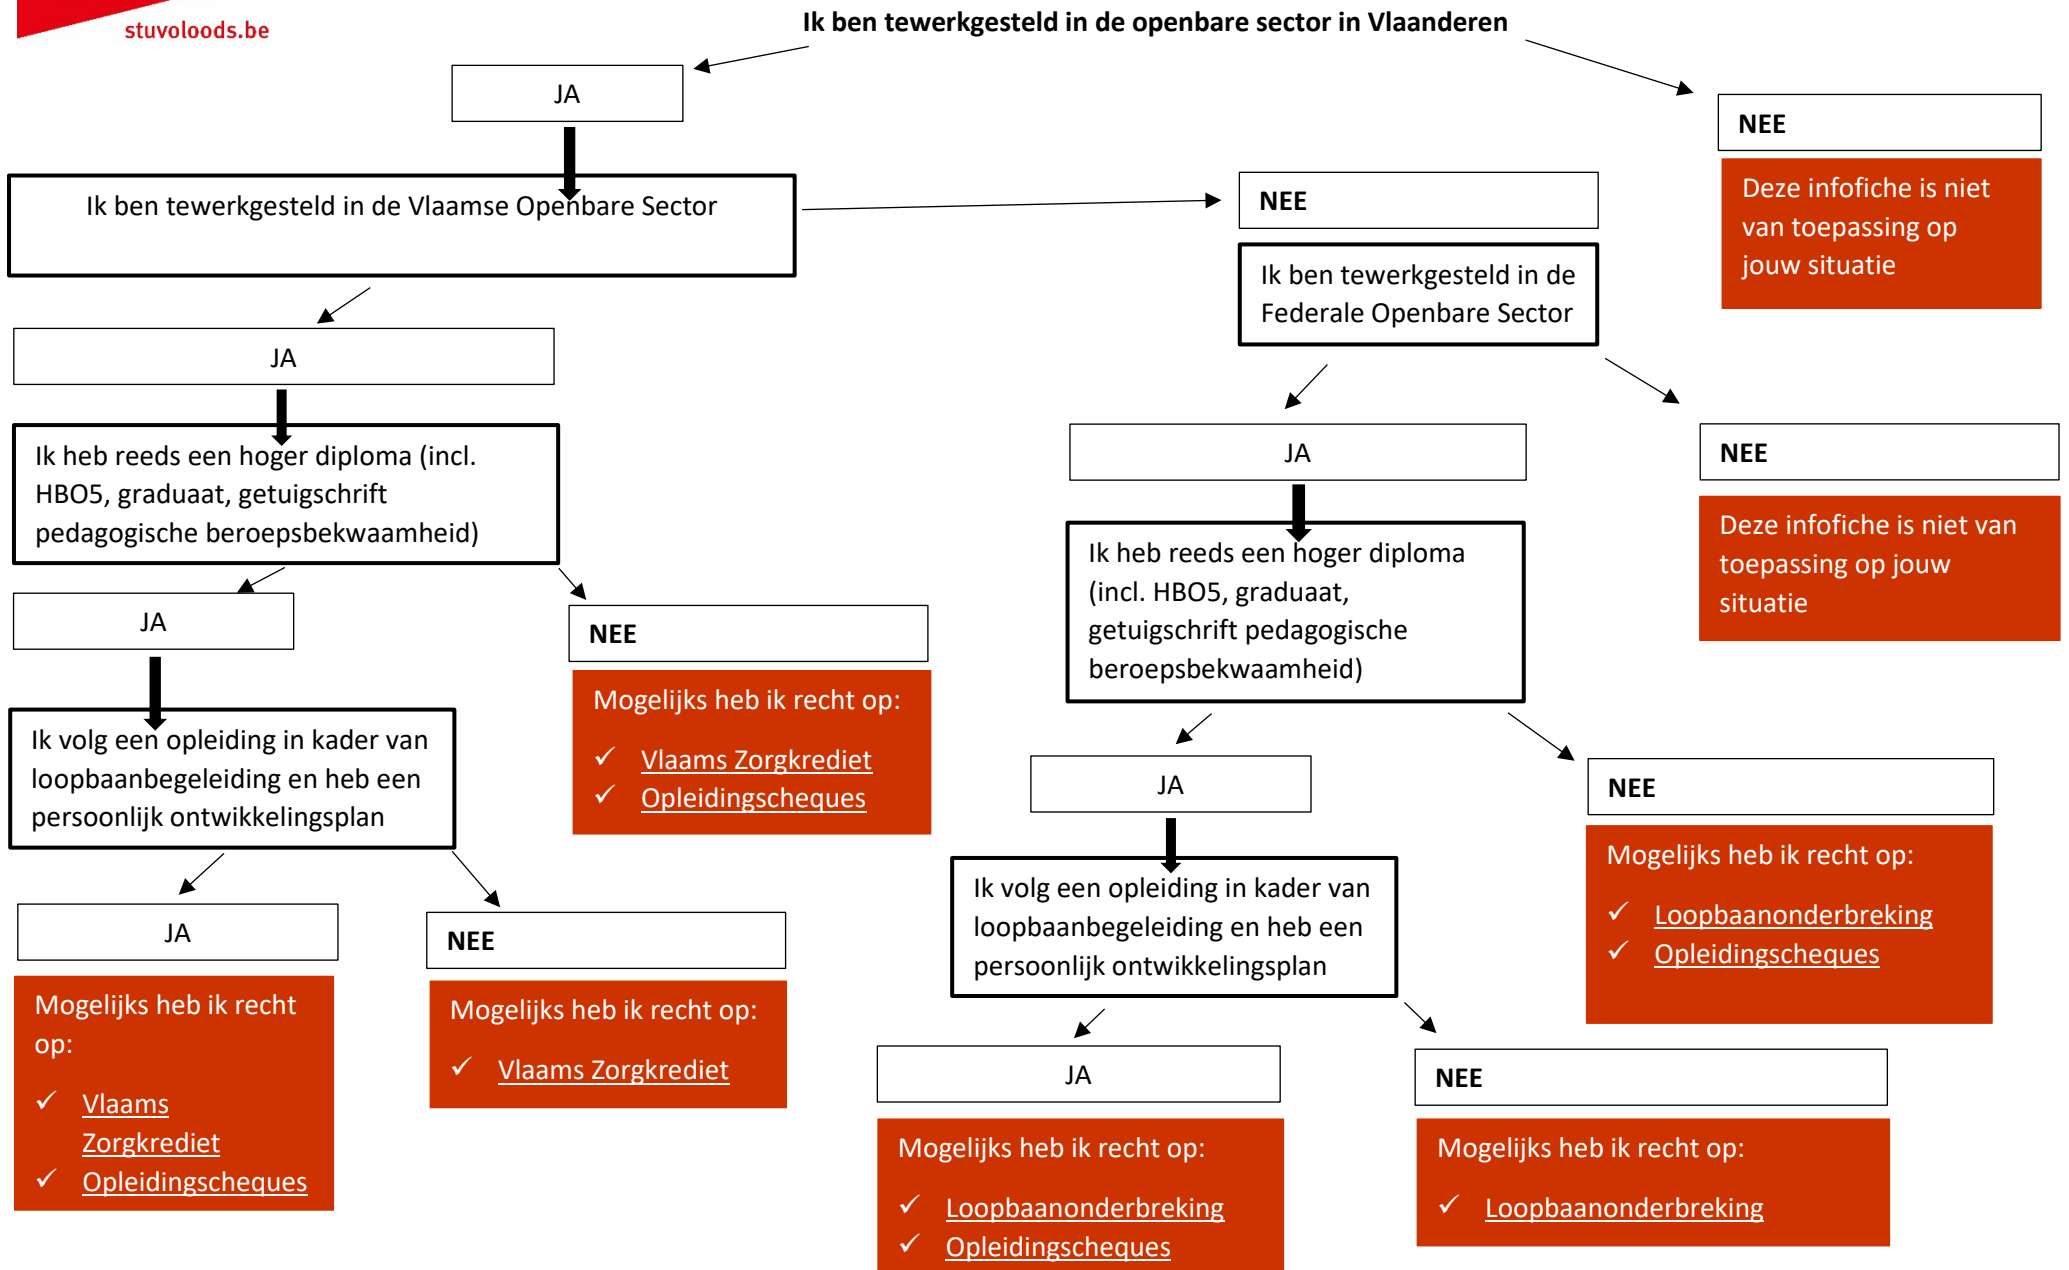 stuvoloods.be
Ik ben tewerkgesteld in de openbare sector in Vlaanderen
JA
NEE
Deze infofiche is niet
van toepassing op
jouw situatie
Ik ben tewerkgesteld in de Vlaamse Openbare Sector
NEE
Ik ben tewerkgesteld in de
Federale Openbare Sector
JA
Ik heb reeds een hoger diploma (incl.
HBO5, graduaat, getuigschrift
pedagogische beroepsbekwaamheid)
JA
NEE
Deze infofiche is niet van
toepassing op jouw
situatie
Ik heb reeds een hoger diploma
(incl. HBO5, graduaat,
getuigschrift pedagogische
beroepsbekwaamheid)
JA
NEE
Mogelijks heb ik recht op:
✓ Vlaams Zorgkrediet
✓ Opleidingscheques
Ik volg een opleiding in kader van
loopbaanbegeleiding en heb een
persoonlijk ontwikkelingsplan
JA
NEE
Mogelijks heb ik recht op:
✓ Loopbaanonderbreking
✓ Opleidingscheques
Ik volg een opleiding in kader van
loopbaanbegeleiding en heb een
persoonlijk ontwikkelingsplan
JA
Mogelijks heb ik recht
op:
✓ Vlaams
Zorgkrediet
✓ Opleidingscheques
NEE
Mogelijks heb ik recht op:
✓ Vlaams Zorgkrediet
JA
Mogelijks heb ik recht op:
✓ Loopbaanonderbreking
✓ Opleidingscheques
NEE
Mogelijks heb ik recht op:
✓ Loopbaanonderbreking